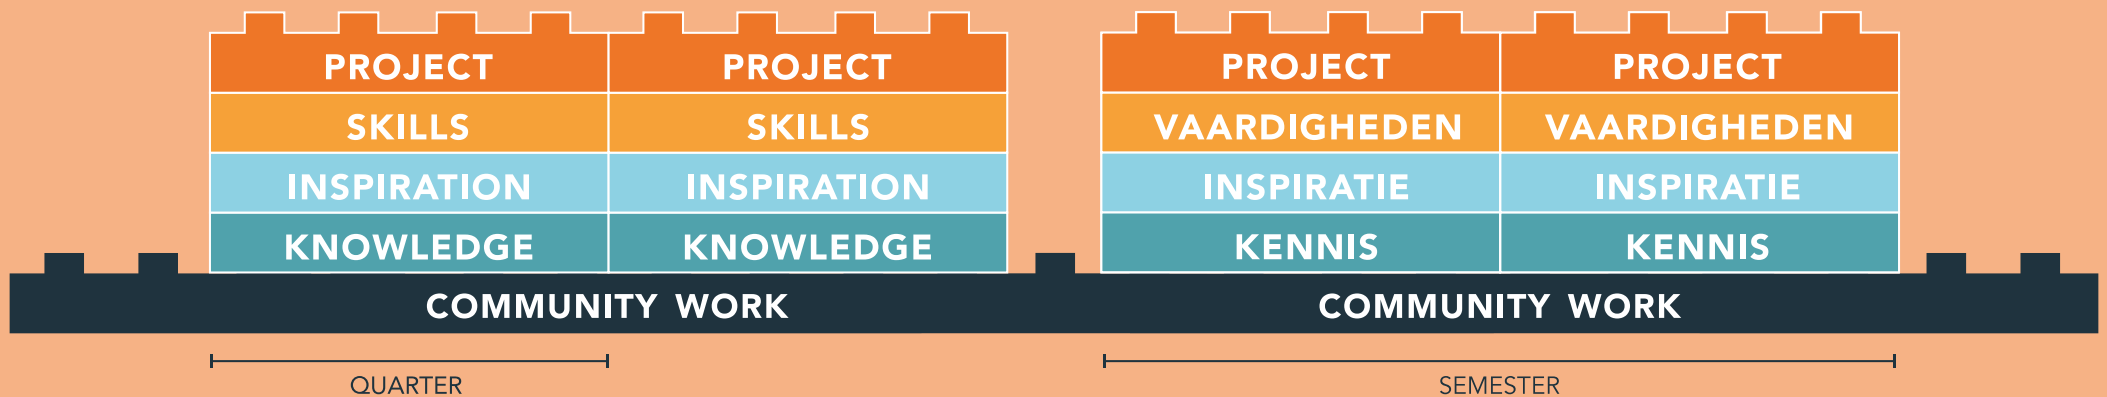 PROJECT PROJECT PROJECT PROJECT
SKILLS SKILLS VAARDIGHEDEN VAARDIGHEDEN
INSPIRATION INSPIRATION INSPIRATIE INSPIRATIE
KNOWLEDGE KNOWLEDGE KENNIS KENNIS
COMMUNITY WORK COMMUNITY WORK
QUARTER SEMESTER